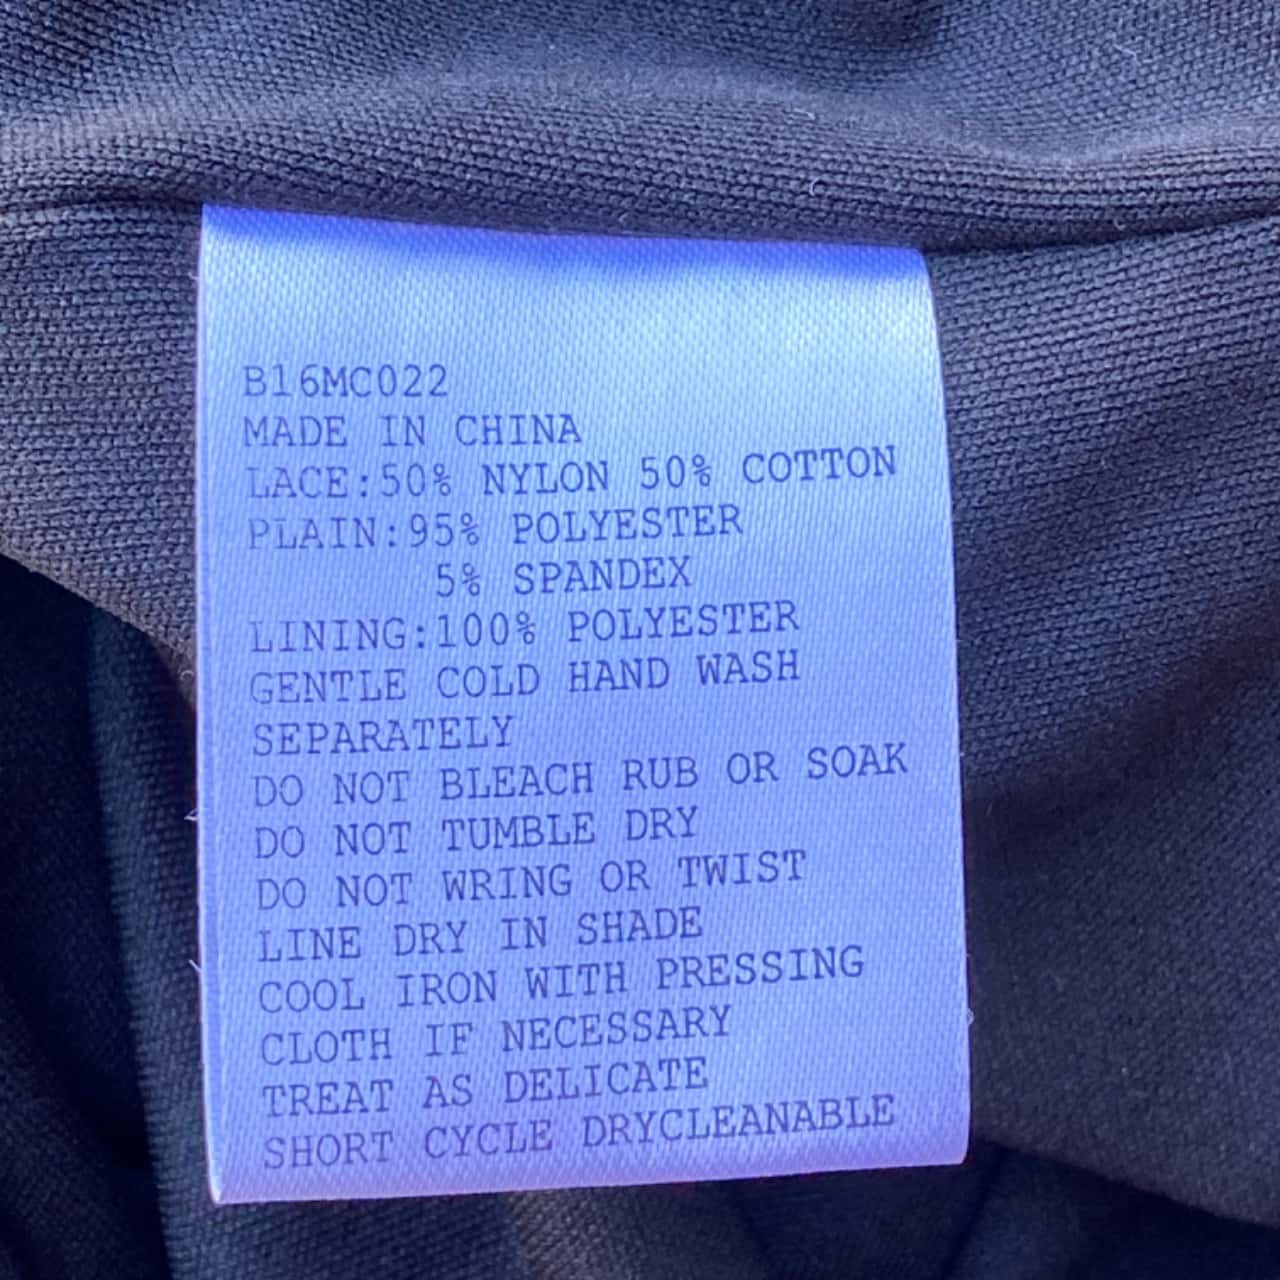 B16MC022
MADE IN CHINA
LACE:50% NYLON 50% COTTON
PLAIN:95% POLYESTER
5% SPANDEX
LINING:100% POLYESTER
GENTLE COLD HAND WASH
SEPARATELY
DO NOT BLEACH RUB OR SOAK
DO NOT TUMBLE DRY
DO NOT WRING OR TWIST
LINE DRY IN SHADE
COOL IRON WITH PRESSING
CLOTH IF NECESSARY
TREAT AS DELICATE
SHORT CYCLE DRYCLEANABLE